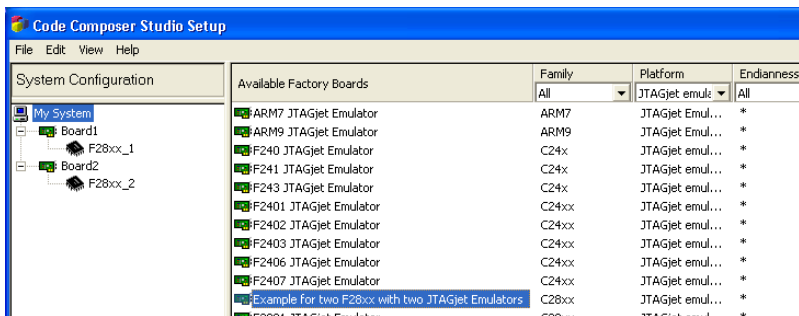 Code Composer Studio Setup
File Edit View Help
System Configuration
My System
Board1
F28xx_1
Board2
F28xx_2
Available Factory Boards Family Platform Endianness
All JTAGjet emula All
ARM7 JTAGjet Emulator ARM7 JTAGjet Emul... *
ARM9 JTAGjet Emulator ARM9 JTAGjet Emul... *
F240 JTAGjet Emulator C24x JTAGjet emul... *
F241 JTAGjet Emulator C24x JTAGjet emul... *
F243 JTAGjet Emulator C24x JTAGjet emul... *
F2401 JTAGjet Emulator C24xx JTAGjet emul... *
F2402 JTAGjet Emulator C24xx JTAGjet emul... *
F2403 JTAGjet Emulator C24xx JTAGjet emul... *
F2406 JTAGjet Emulator C24xx JTAGjet emul... *
F2407 JTAGjet Emulator C24xx JTAGjet emul... *
Example for two F28xx with two JTAGjet Emulators C28xx JTAGjet emul... *